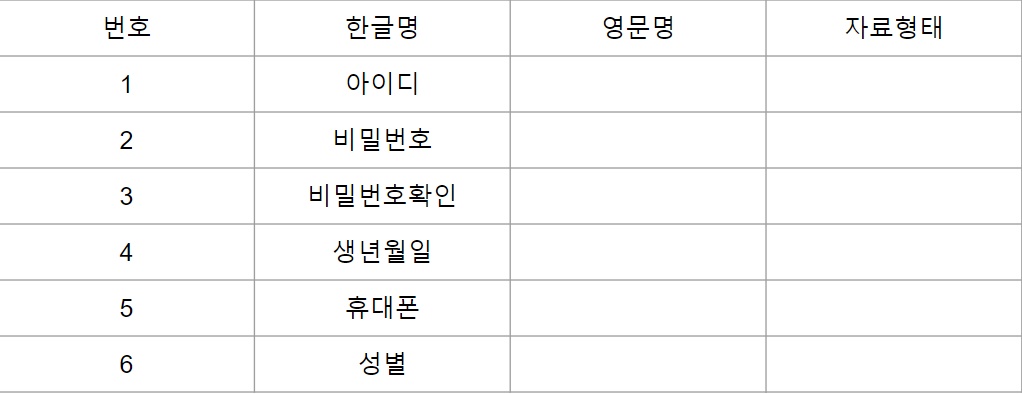 번호 한글명 영문명 자료형태
1 아이디
2 비밀번호
3 비밀번호확인
4 생년월일
5 휴대폰
6 성별